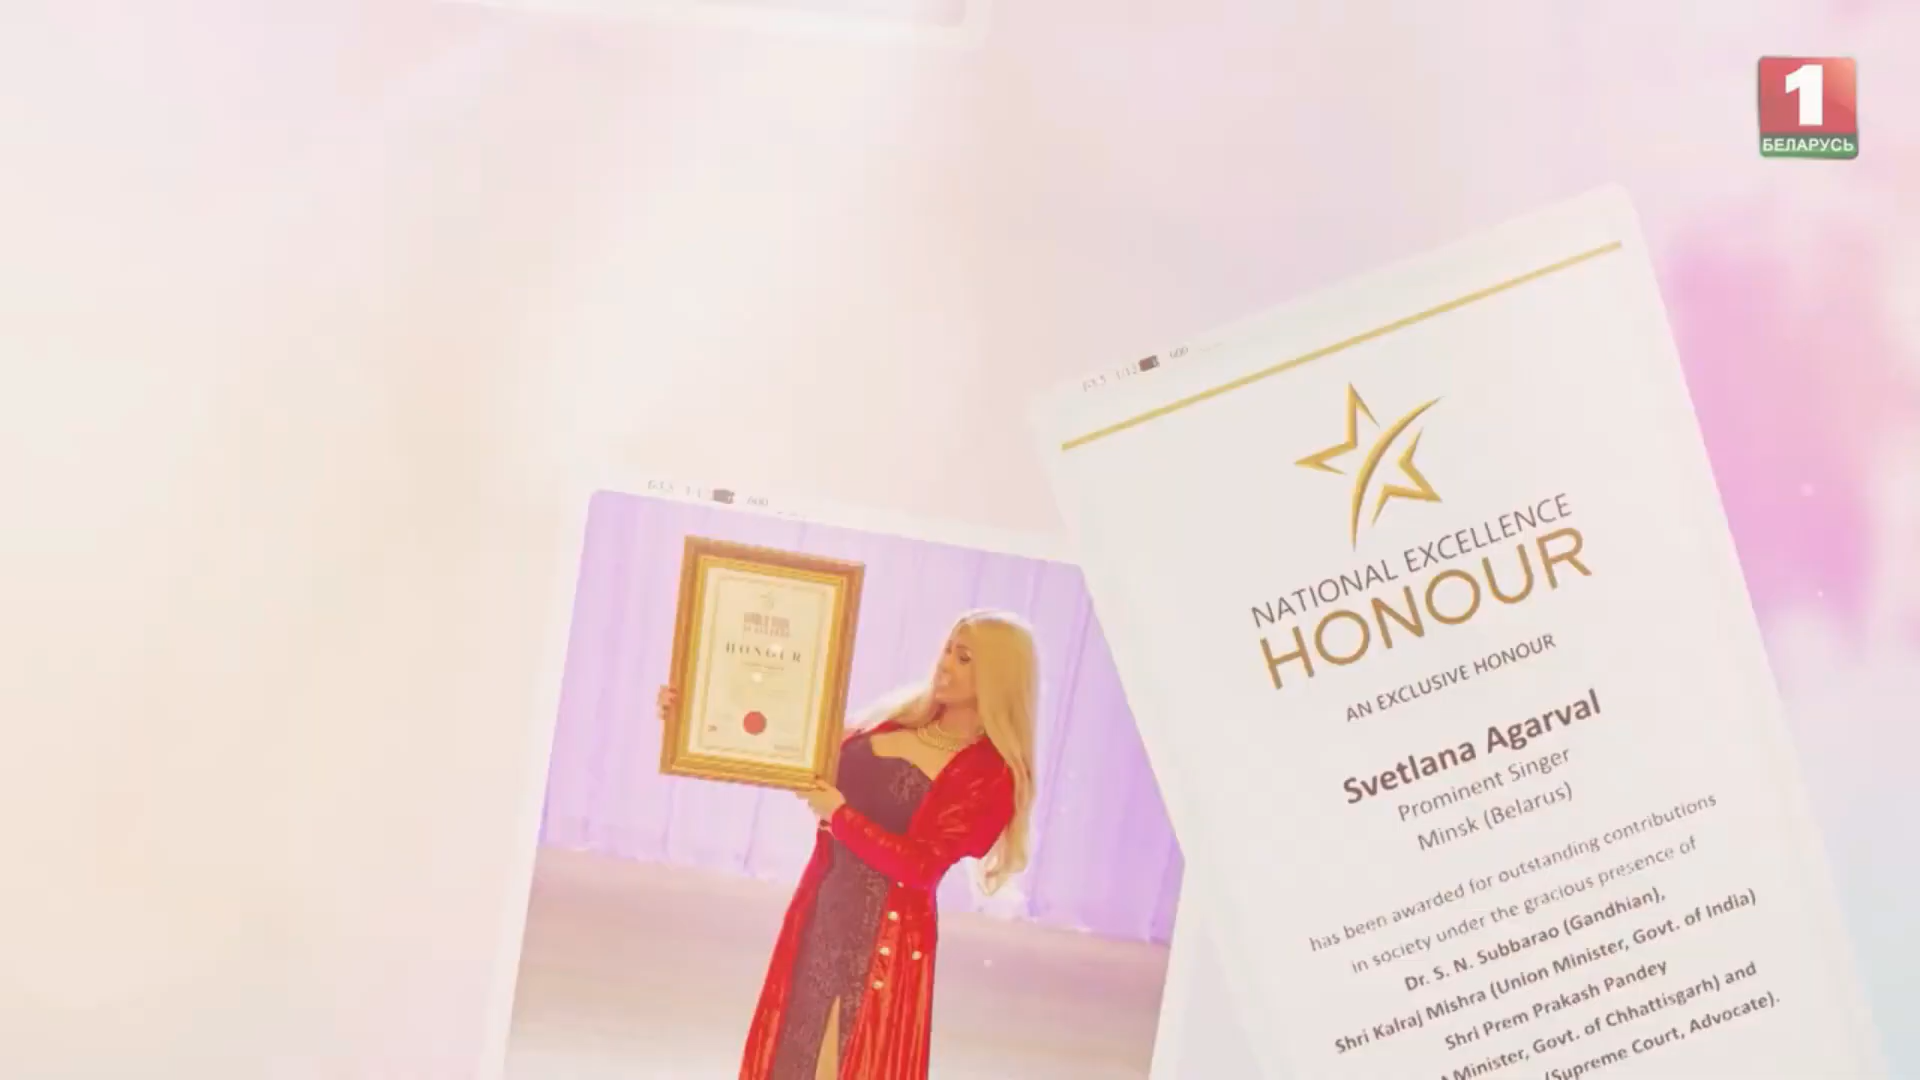 1
БЕЛАРУСЬ
600
NATIONAL EXCELLENCE
HONOUR
AN EXCLUSIVE HONOUR
Svetlana Agarval
Prominent Singer
Minsk (Belarus)
has been awarded for outstanding contributions
in society under the gracious presence of
Dr. S. N. Subbarao (Gandhian),
Shri Kalraj Mishra (Union Minister, Govt. of India)
Shri Prem Prakash Pandey
Minister, Govt. of Chhattisgarh) and
(Supreme Court, Advocate).
600
HONOUR